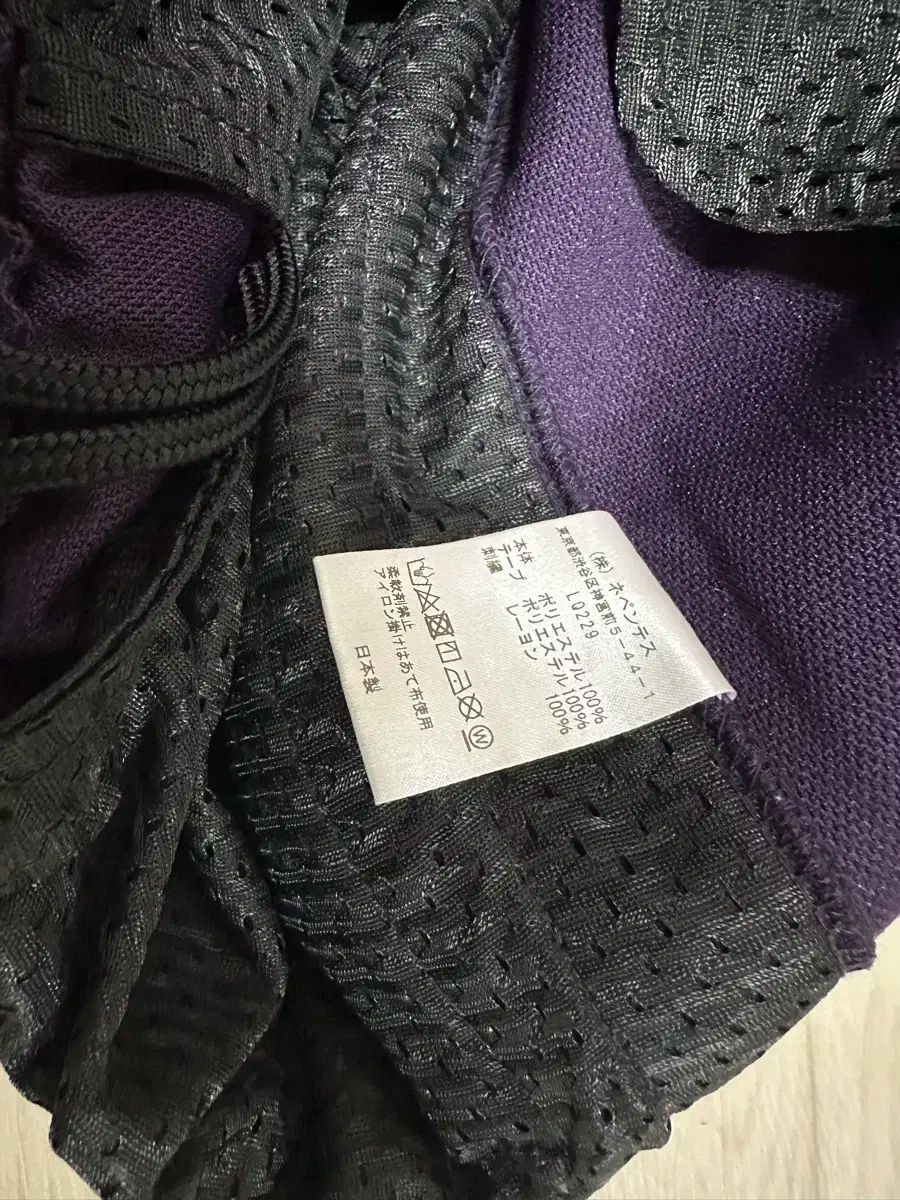 (株) ネペンテス
東京都渋谷区神宮前5-44-1
LQ229
本体 ポリエステル100%
テープ ポリエステル100%
刺繍 レーヨン 100%
W
柔軟剤禁止
アイロン掛けはあて布使用
日本製